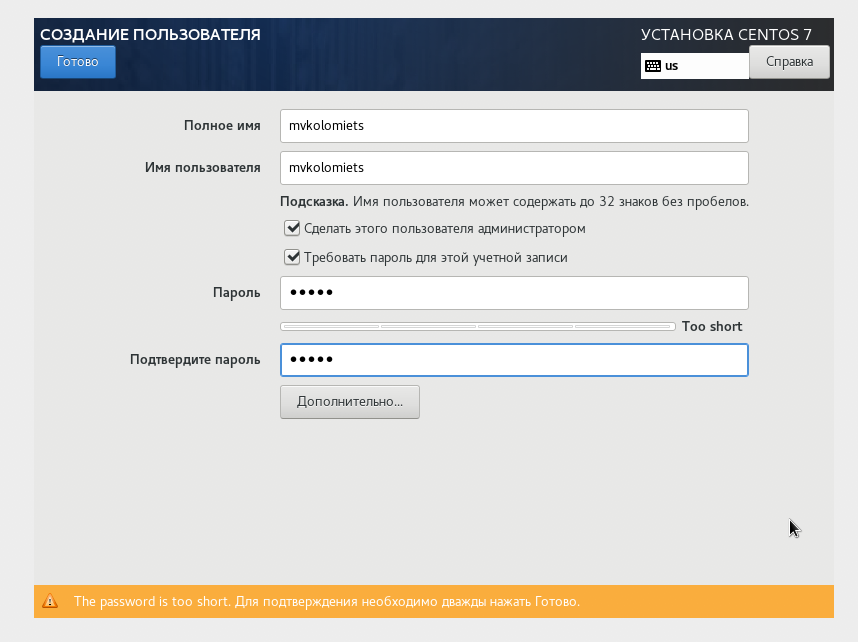 СОЗДАНИЕ ПОЛЬЗОВАТЕЛЯ
УСТАНОВКА CENTOS 7
Готово
us
Справка
Полное имя
mvkolomiets
Имя пользователя
mvkolomiets
Подсказка. Имя пользователя может содержать до 32 знаков без пробелов.
Сделать этого пользователя администратором
Требовать пароль для этой учетной записи
Пароль
•••••
Too short
Подтвердите пароль
•••••
Дополнительно...
The password is too short. Для подтверждения необходимо дважды нажать Готово.